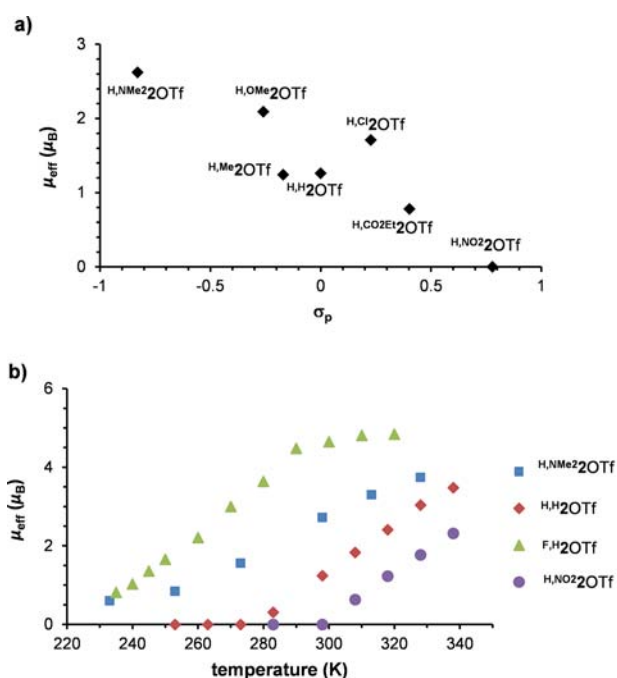 a)
3
2
1
0
μeff (μB)
H,NMe22OTf
H,OMe2OTf
H,Cl2OTf
H,Me2OTf
H,H2OTf
H,CO2Et2OTf
H,NO22OTf
-1 -0.5 0 0.5 1
σp
b)
6
4
2
0
μeff (μB)
220 240 260 280 300 320 340
temperature (K)
H,NMe22OTf
H,H2OTf
F,H2OTf
H,NO22OTf